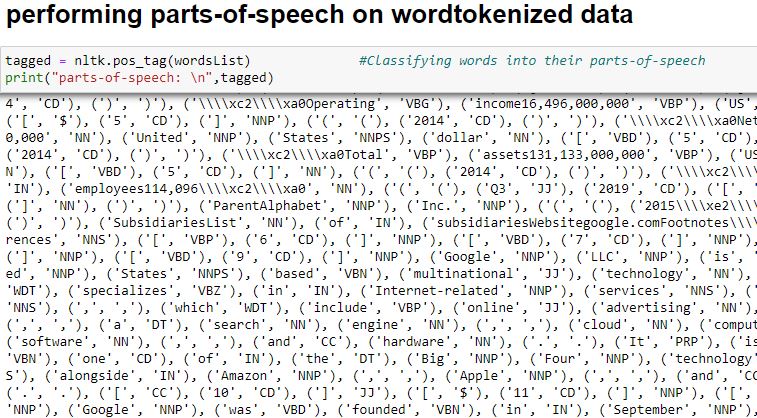 performing parts-of-speech on wordtokenized data
tagged = nltk.pos_tag(wordsList) #Classifying words into their parts-of-speech
print("parts-of-speech: \n",tagged)
4', 'CD'), (')', ')'), ('\\\\xc2\\\\xa0Operating', 'VBG'), ('income16,496,000,000', 'VBP'), ('US',
('[', '$'), ('5', 'CD'), (']', 'NNP'), ('(', '('), ('2014', 'CD'), (')', ')'), ('\\\\xc2\\\\xa0Net
0,000', 'NN'), ('United', 'NNP'), ('States', 'NNPS'), ('dollar', 'NN'), ('[', 'VBD'), ('5', 'CD'),
('2014', 'CD'), (')', ')'), ('\\\\xc2\\\\xa0Total', 'VBP'), ('assets131,133,000,000', 'VBP'), ('US
N'), ('[', 'VBD'), ('5', 'CD'), (']', 'NN'), ('(', '('), ('2014', 'CD'), (')', ')'), ('\\\\xc2\\\\
'IN'), ('employees114,096\\\\xc2\\\\xa0', 'NN'), ('(', '('), ('Q3', 'JJ'), ('2019', 'CD'), ('[', '
(']', 'NN'), (')', ')'), ('ParentAlphabet', 'NNP'), ('Inc.', 'NNP'), ('(', '('), ('2015\\\\xe2\\\\
(')', ')'), ('SubsidiariesList', 'NN'), ('of', 'IN'), ('subsidiariesWebsitegoogle.comFootnotes\\\\
rences', 'NNS'), ('[', 'VBP'), ('6', 'CD'), (']', 'NNP'), ('[', 'VBD'), ('7', 'CD'), (']', 'NNP'),
(']', 'NNP'), ('[', 'VBD'), ('9', 'CD'), (']', 'NNP'), ('Google', 'NNP'), ('LLC', 'NNP'), ('is', '
ed', 'NNP'), ('States', 'NNPS'), ('based', 'VBN'), ('multinational', 'JJ'), ('technology', 'NN'),
'WDT'), ('specializes', 'VBZ'), ('in', 'IN'), ('Internet-related', 'NNP'), ('services', 'NNS'), ('
'NNS'), (',', ','), ('which', 'WDT'), ('include', 'VBP'), ('online', 'JJ'), ('advertising', 'NN'),
(',', ','), ('a', 'DT'), ('search', 'NN'), ('engine', 'NN'), (',', ','), ('cloud', 'NN'), ('comput
('software', 'NN'), (',', ','), ('and', 'CC'), ('hardware', 'NN'), ('.', '.'), ('It', 'PRP'), ('is
'VBN'), ('one', 'CD'), ('of', 'IN'), ('the', 'DT'), ('Big', 'NNP'), ('Four', 'NNP'), ('technology'
S'), ('alongside', 'IN'), ('Amazon', 'NNP'), (',', ','), ('Apple', 'NNP'), (',', ','), ('and', 'CC
('.', '.'), ('[', 'CC'), ('10', 'CD'), (']', 'JJ'), ('[', '$'), ('11', 'CD'), (']', 'NNP'), ('[',
'NNP'), ('Google', 'NNP'), ('was', 'VBD'), ('founded', 'VBN'), ('in', 'IN'), ('September', 'NNP'),